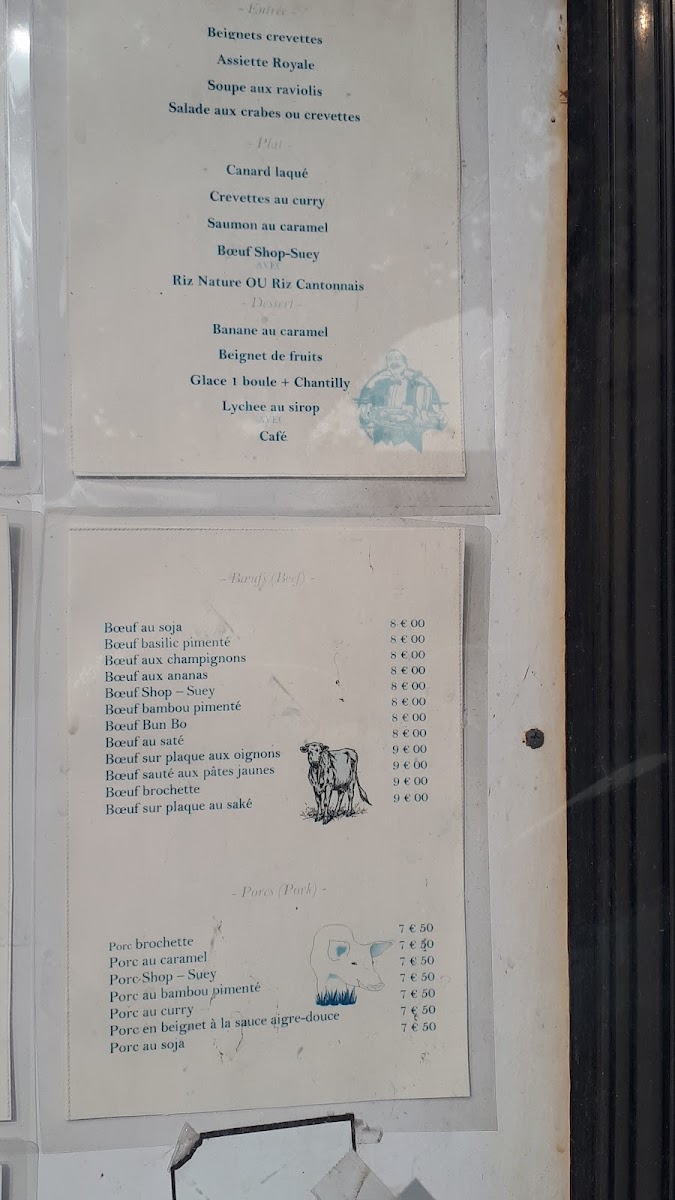 - Entrée -
Beignets crevettes
Assiette Royale
Soupe aux raviolis
Salade aux crabes ou crevettes
- Plat -
Canard laqué
Crevettes au curry
Saumon au caramel
Bœuf Shop-Suey
AVEC
Riz Nature OU Riz Cantonnais
- Dessert -
Banane au caramel
Beignet de fruits
Glace 1 boule + Chantilly
Lychee au sirop
AVEC
Café
- Bœufs (Beef) -
Bœuf au soja 8 € 00
Bœuf basilic pimenté 8 € 00
Bœuf aux champignons 8 € 00
Bœuf aux ananas 8 € 00
Bœuf Shop – Suey 8 € 00
Bœuf bambou pimenté 8 € 00
Bœuf Bun Bo 8 € 00
Bœuf au saté 8 € 00
Bœuf sur plaque aux oignons 9 € 00
Bœuf sauté aux pâtes jaunes 9 € 00
Bœuf brochette 9 € 00
Bœuf sur plaque au saké 9 € 00
- Porcs (Pork) -
Porc brochette 7 € 50
Porc au caramel 7 € 50
Porc Shop – Suey 7 € 50
Porc au bambou pimenté 7 € 50
Porc au curry 7 € 50
Porc en beignet à la sauce aigre-douce 7 € 50
Porc au soja 7 € 50